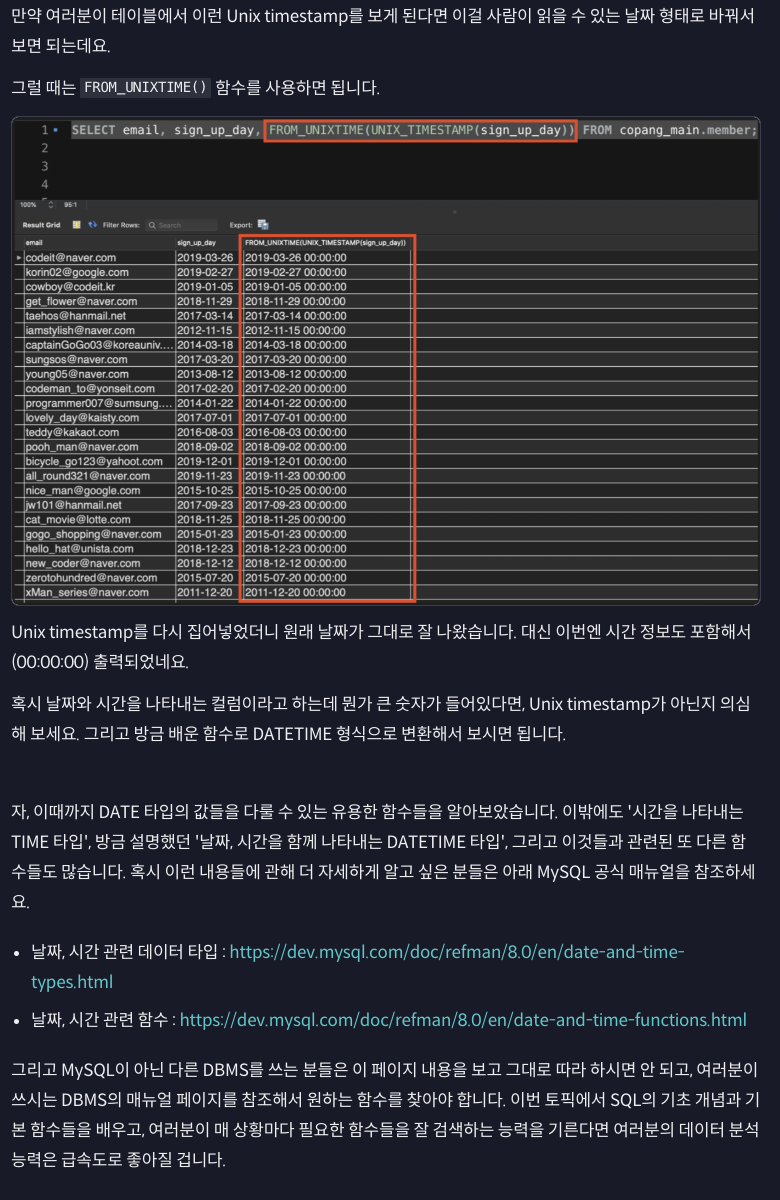 만약 여러분이 테이블에서 이런 Unix timestamp를 보게 된다면 이걸 사람이 읽을 수 있는 날짜 형태로 바꿔서
보면 되는데요.
그럴 때는 FROM_UNIXTIME() 함수를 사용하면 됩니다.
1 SELECT email, sign_up_day, FROM_UNIXTIME(UNIX_TIMESTAMP(sign_up_day)) FROM copang_main.member;
2
3
4
100% 95:1
Result Grid Filter Rows: Search Export:
email sign_up_day FROM_UNIXTIME(UNIX_TIMESTAMP(sign_up_day))
codeit@naver.com 2019-03-26 2019-03-26 00:00:00
korin02@google.com 2019-02-27 2019-02-27 00:00:00
cowboy@codeit.kr 2019-01-05 2019-01-05 00:00:00
get_flower@naver.com 2018-11-29 2018-11-29 00:00:00
taehos@hanmail.net 2017-03-14 2017-03-14 00:00:00
iamstylish@naver.com 2012-11-15 2012-11-15 00:00:00
captainGoGo03@koreauniv.... 2014-03-18 2014-03-18 00:00:00
sungsos@naver.com 2017-03-20 2017-03-20 00:00:00
young05@naver.com 2013-08-12 2013-08-12 00:00:00
codeman_to@yonseit.com 2017-02-20 2017-02-20 00:00:00
programmer007@sumsung.... 2014-01-22 2014-01-22 00:00:00
lovely_day@kaisty.com 2017-07-01 2017-07-01 00:00:00
teddy@kakaot.com 2016-08-03 2016-08-03 00:00:00
pooh_man@naver.com 2018-09-02 2018-09-02 00:00:00
bicycle_go123@yahoot.com 2019-12-01 2019-12-01 00:00:00
all_round321@naver.com 2019-11-23 2019-11-23 00:00:00
nice_man@google.com 2015-10-25 2015-10-25 00:00:00
jw101@hanmail.net 2017-09-23 2017-09-23 00:00:00
cat_movie@lotte.com 2018-11-25 2018-11-25 00:00:00
gogo_shopping@naver.com 2015-01-23 2015-01-23 00:00:00
hello_hat@unista.com 2018-12-23 2018-12-23 00:00:00
new_coder@naver.com 2018-12-12 2018-12-12 00:00:00
zerotohundred@naver.com 2015-07-20 2015-07-20 00:00:00
xMan_series@naver.com 2011-12-20 2011-12-20 00:00:00
Unix timestamp를 다시 집어넣었더니 원래 날짜가 그대로 잘 나왔습니다. 대신 이번엔 시간 정보도 포함해서
(00:00:00) 출력되었네요.
혹시 날짜와 시간을 나타내는 컬럼이라고 하는데 뭔가 큰 숫자가 들어있다면, Unix timestamp가 아닌지 의심
해 보세요. 그리고 방금 배운 함수로 DATETIME 형식으로 변환해서 보시면 됩니다.
자, 이때까지 DATE 타입의 값들을 다룰 수 있는 유용한 함수들을 알아보았습니다. 이밖에도 '시간을 나타내는
TIME 타입', 방금 설명했던 '날짜, 시간을 함께 나타내는 DATETIME 타입', 그리고 이것들과 관련된 또 다른 함
수들도 많습니다. 혹시 이런 내용들에 관해 더 자세하게 알고 싶은 분들은 아래 MySQL 공식 매뉴얼을 참조하세
요.
• 날짜, 시간 관련 데이터 타입 : https://dev.mysql.com/doc/refman/8.0/en/date-and-time-
types.html
• 날짜, 시간 관련 함수 : https://dev.mysql.com/doc/refman/8.0/en/date-and-time-functions.html
그리고 MySQL이 아닌 다른 DBMS를 쓰는 분들은 이 페이지 내용을 보고 그대로 따라 하시면 안 되고, 여러분이
쓰시는 DBMS의 매뉴얼 페이지를 참조해서 원하는 함수를 찾아야 합니다. 이번 토픽에서 SQL의 기초 개념과 기
본 함수들을 배우고, 여러분이 매 상황마다 필요한 함수들을 잘 검색하는 능력을 기른다면 여러분의 데이터 분석
능력은 급속도로 좋아질 겁니다.